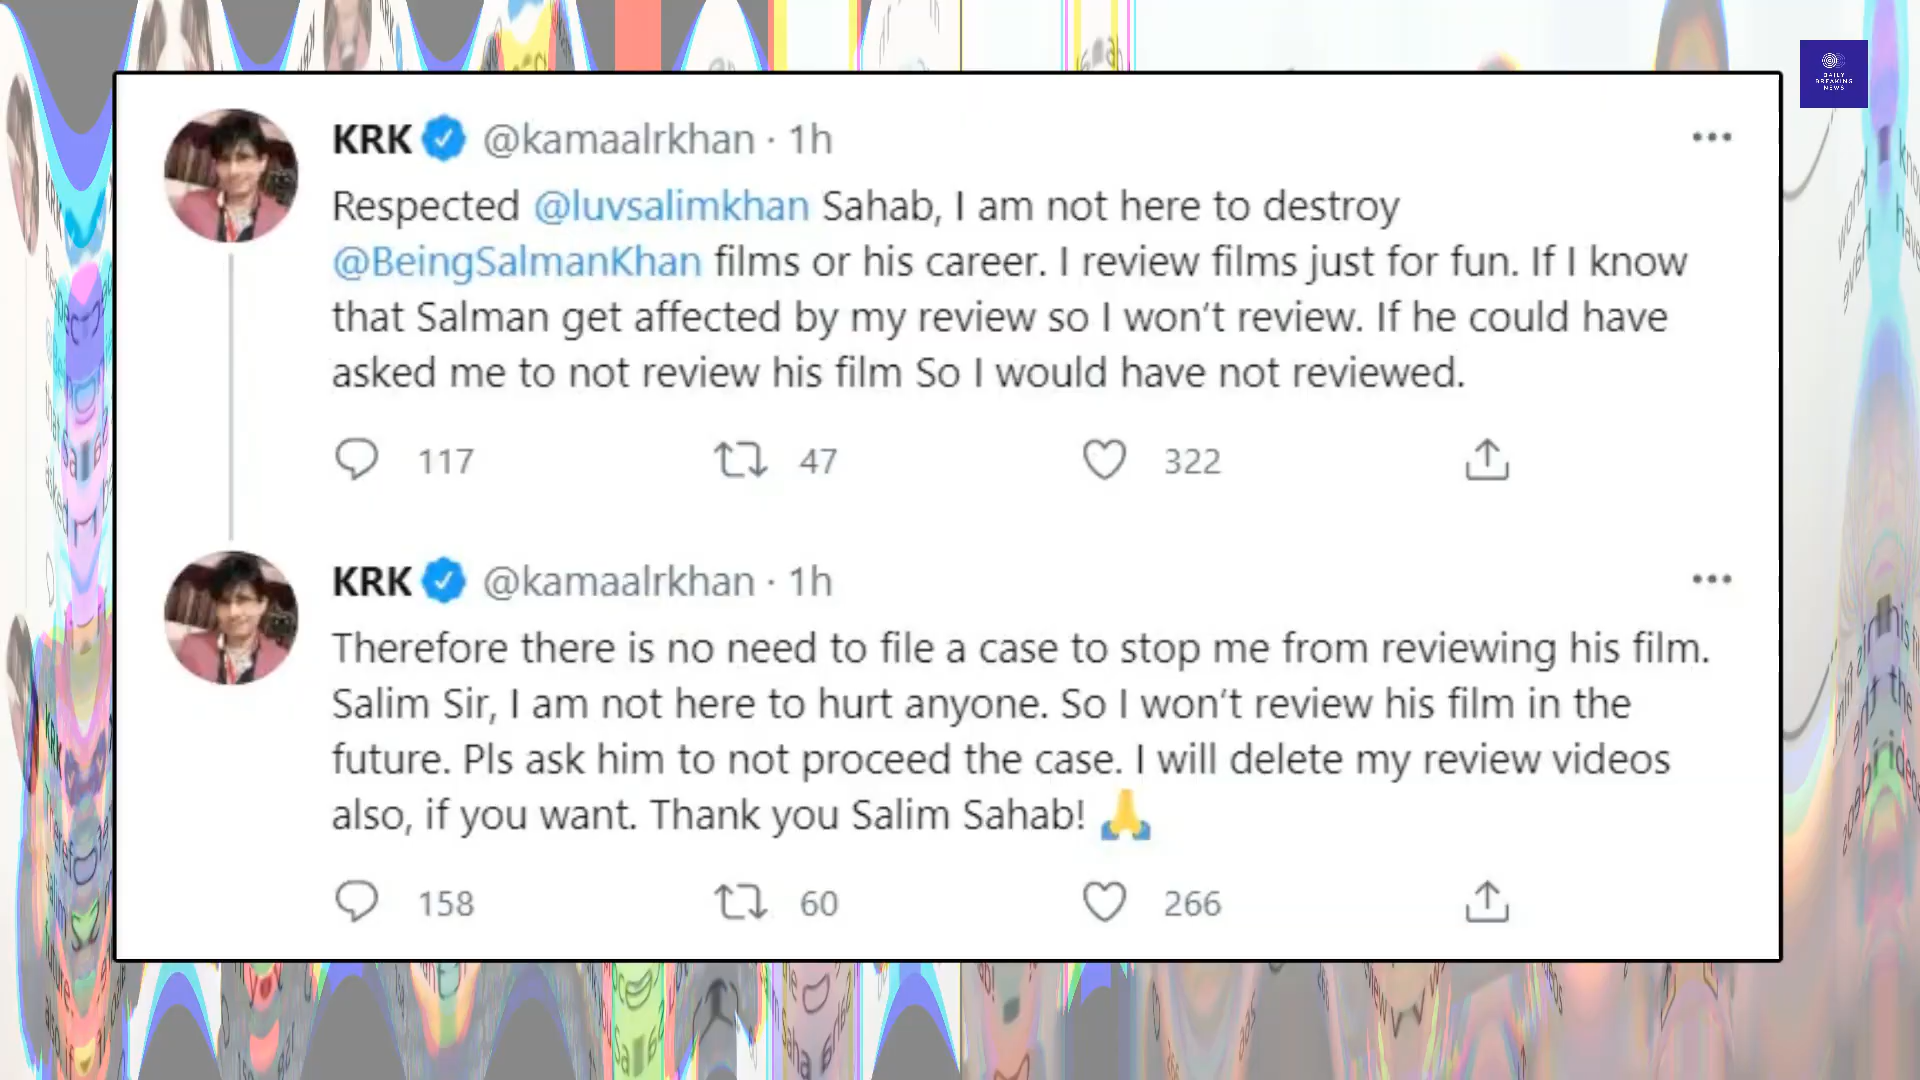 DAILY
BREAKING
NEWS
KRK @kamaalrkhan · 1h
Respected @luvsalimkhan Sahab, I am not here to destroy
@BeingSalmanKhan films or his career. I review films just for fun. If I know
that Salman get affected by my review so I won’t review. If he could have
asked me to not review his film So I would have not reviewed.
117 47 322
KRK @kamaalrkhan · 1h
Therefore there is no need to file a case to stop me from reviewing his film.
Salim Sir, I am not here to hurt anyone. So I won’t review his film in the
future. Pls ask him to not proceed the case. I will delete my review videos
also, if you want. Thank you Salim Sahab! 🙏
158 60 266